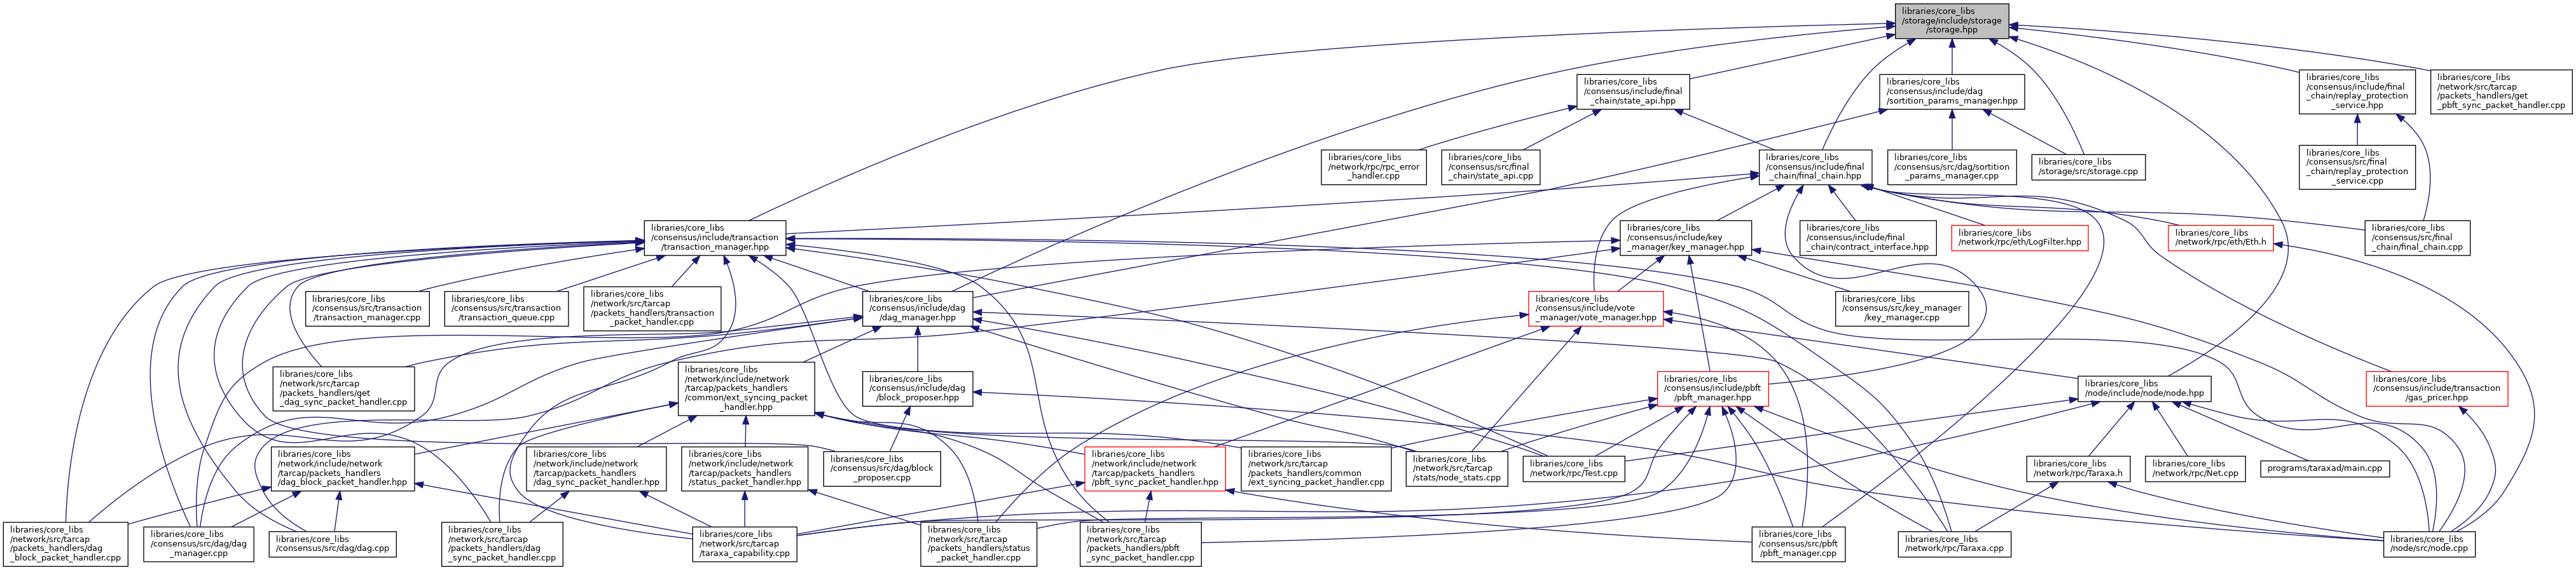 libraries/core_libs
/storage/include/storage
/storage.hpp
libraries/core_libs
/consensus/include/final
_chain/state_api.hpp
libraries/core_libs
/consensus/include/dag
/sortition_params_manager.hpp
libraries/core_libs
/consensus/include/final
_chain/replay_protection
_service.hpp
libraries/core_libs
/network/src/tarcap
/packets_handlers/get
_pbft_sync_packet_handler.cpp
libraries/core_libs
/network/rpc/rpc_error
_handler.cpp
libraries/core_libs
/consensus/src/final
_chain/state_api.cpp
libraries/core_libs
/consensus/include/final
_chain/final_chain.hpp
libraries/core_libs
/consensus/src/dag/sortition
_params_manager.cpp
libraries/core_libs
/storage/src/storage.cpp
libraries/core_libs
/consensus/src/final
_chain/replay_protection
_service.cpp
libraries/core_libs
/consensus/include/transaction
/transaction_manager.hpp
libraries/core_libs
/consensus/include/key
_manager/key_manager.hpp
libraries/core_libs
/consensus/include/final
_chain/contract_interface.hpp
libraries/core_libs
/network/rpc/eth/LogFilter.hpp
libraries/core_libs
/network/rpc/eth/Eth.h
libraries/core_libs
/consensus/src/final
_chain/final_chain.cpp
libraries/core_libs
/consensus/src/transaction
/transaction_manager.cpp
libraries/core_libs
/consensus/src/transaction
/transaction_queue.cpp
libraries/core_libs
/network/src/tarcap
/packets_handlers/transaction
_packet_handler.cpp
libraries/core_libs
/consensus/include/dag
/dag_manager.hpp
libraries/core_libs
/consensus/include/vote
_manager/vote_manager.hpp
libraries/core_libs
/consensus/src/key_manager
/key_manager.cpp
libraries/core_libs
/network/src/tarcap
/packets_handlers/get
_dag_sync_packet_handler.cpp
libraries/core_libs
/network/include/network
/tarcap/packets_handlers
/common/ext_syncing_packet
_handler.hpp
libraries/core_libs
/consensus/include/dag
/block_proposer.hpp
libraries/core_libs
/consensus/include/pbft
/pbft_manager.hpp
libraries/core_libs
/node/include/node/node.hpp
libraries/core_libs
/consensus/include/transaction
/gas_pricer.hpp
libraries/core_libs
/network/include/network
/tarcap/packets_handlers
/dag_block_packet_handler.hpp
libraries/core_libs
/network/include/network
/tarcap/packets_handlers
/dag_sync_packet_handler.hpp
libraries/core_libs
/network/include/network
/tarcap/packets_handlers
/status_packet_handler.hpp
libraries/core_libs
/consensus/src/dag/block
_proposer.cpp
libraries/core_libs
/network/include/network
/tarcap/packets_handlers
/pbft_sync_packet_handler.hpp
libraries/core_libs
/network/src/tarcap
/packets_handlers/common
/ext_syncing_packet_handler.cpp
libraries/core_libs
/network/src/tarcap
/stats/node_stats.cpp
libraries/core_libs
/network/rpc/Test.cpp
libraries/core_libs
/network/rpc/Taraxa.h
libraries/core_libs
/network/rpc/Net.cpp
programs/taraxad/main.cpp
libraries/core_libs
/network/src/tarcap
/packets_handlers/dag
_block_packet_handler.cpp
libraries/core_libs
/consensus/src/dag/dag
_manager.cpp
libraries/core_libs
/consensus/src/dag/dag.cpp
libraries/core_libs
/network/src/tarcap
/packets_handlers/dag
_sync_packet_handler.cpp
libraries/core_libs
/network/src/tarcap
/taraxa_capability.cpp
libraries/core_libs
/network/src/tarcap
/packets_handlers/status
_packet_handler.cpp
libraries/core_libs
/network/src/tarcap
/packets_handlers/pbft
_sync_packet_handler.cpp
libraries/core_libs
/consensus/src/pbft
/pbft_manager.cpp
libraries/core_libs
/network/rpc/Taraxa.cpp
libraries/core_libs
/node/src/node.cpp